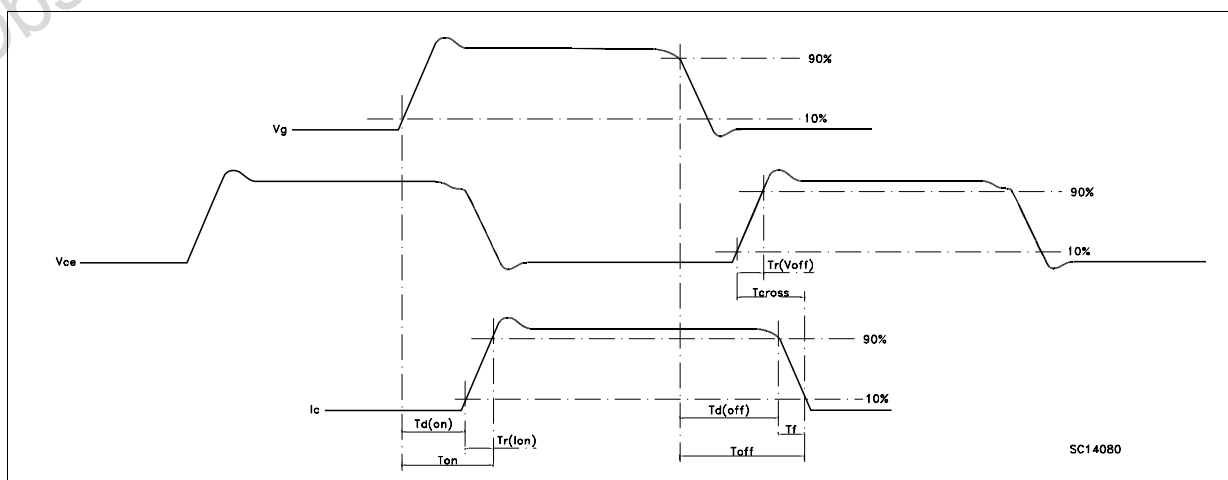 90%
10%
Vg
90%
Vce
10%
Tr(Voff)
Tcross
90%
10%
Ic
Td(on)
Td(off)
Tr(Ion)
Tf
Ton
Toff
SC14080